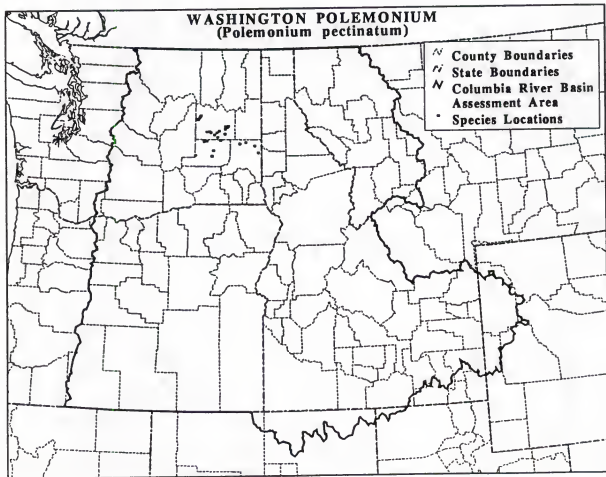 WASHINGTON POLEMONIUM
(Polemonium pectinatum)
County Boundaries
State Boundaries
Columbia River Basin
Assessment Area
Species Locations